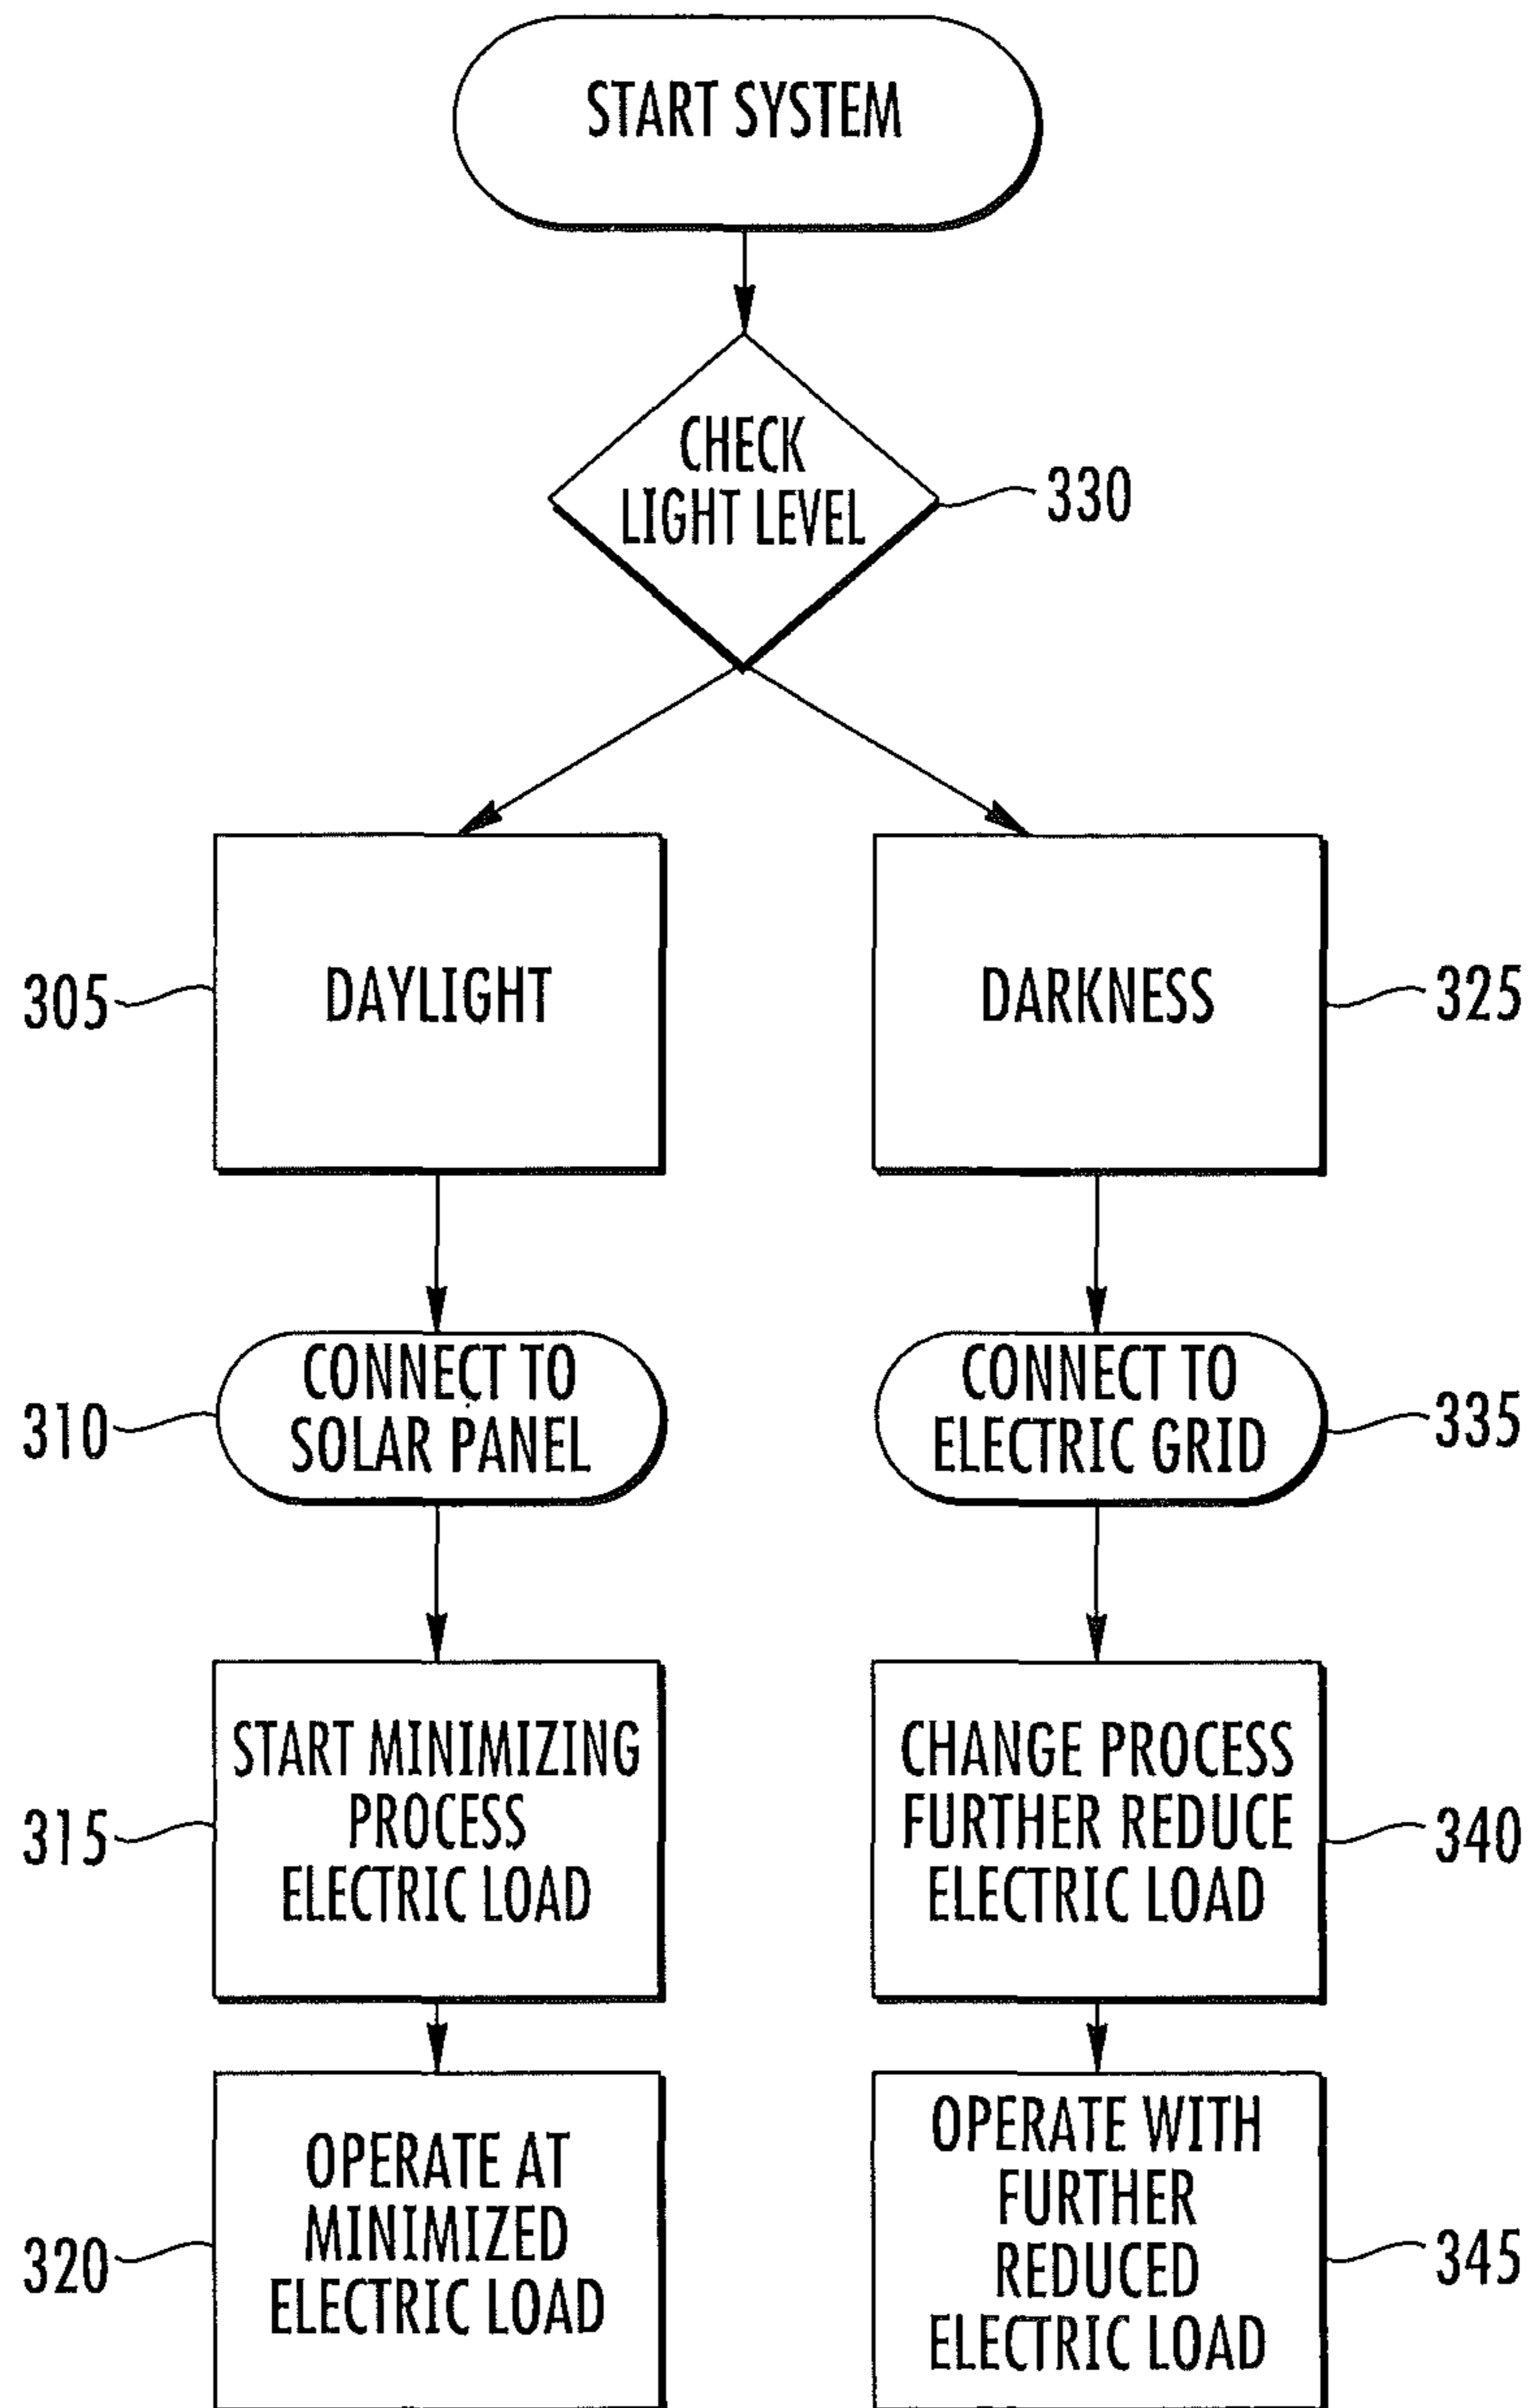 START SYSTEM
CHECK
LIGHT LEVEL
330
305
DAYLIGHT
DARKNESS
325
310
CONNECT TO
SOLAR PANEL
CONNECT TO
ELECTRIC GRID
335
315
START MINIMIZING
PROCESS
ELECTRIC LOAD
CHANGE PROCESS
FURTHER REDUCE
ELECTRIC LOAD
340
320
OPERATE AT
MINIMIZED
ELECTRIC LOAD
OPERATE WITH
FURTHER
REDUCED
ELECTRIC LOAD
345